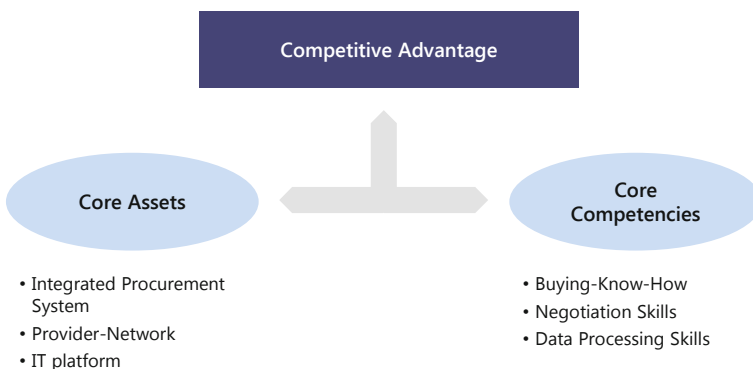 Competitive Advantage
Core Assets
Core
Competencies
• Integrated Procurement
System
• Provider-Network
• IT platform
• Buying-Know-How
• Negotiation Skills
• Data Processing Skills